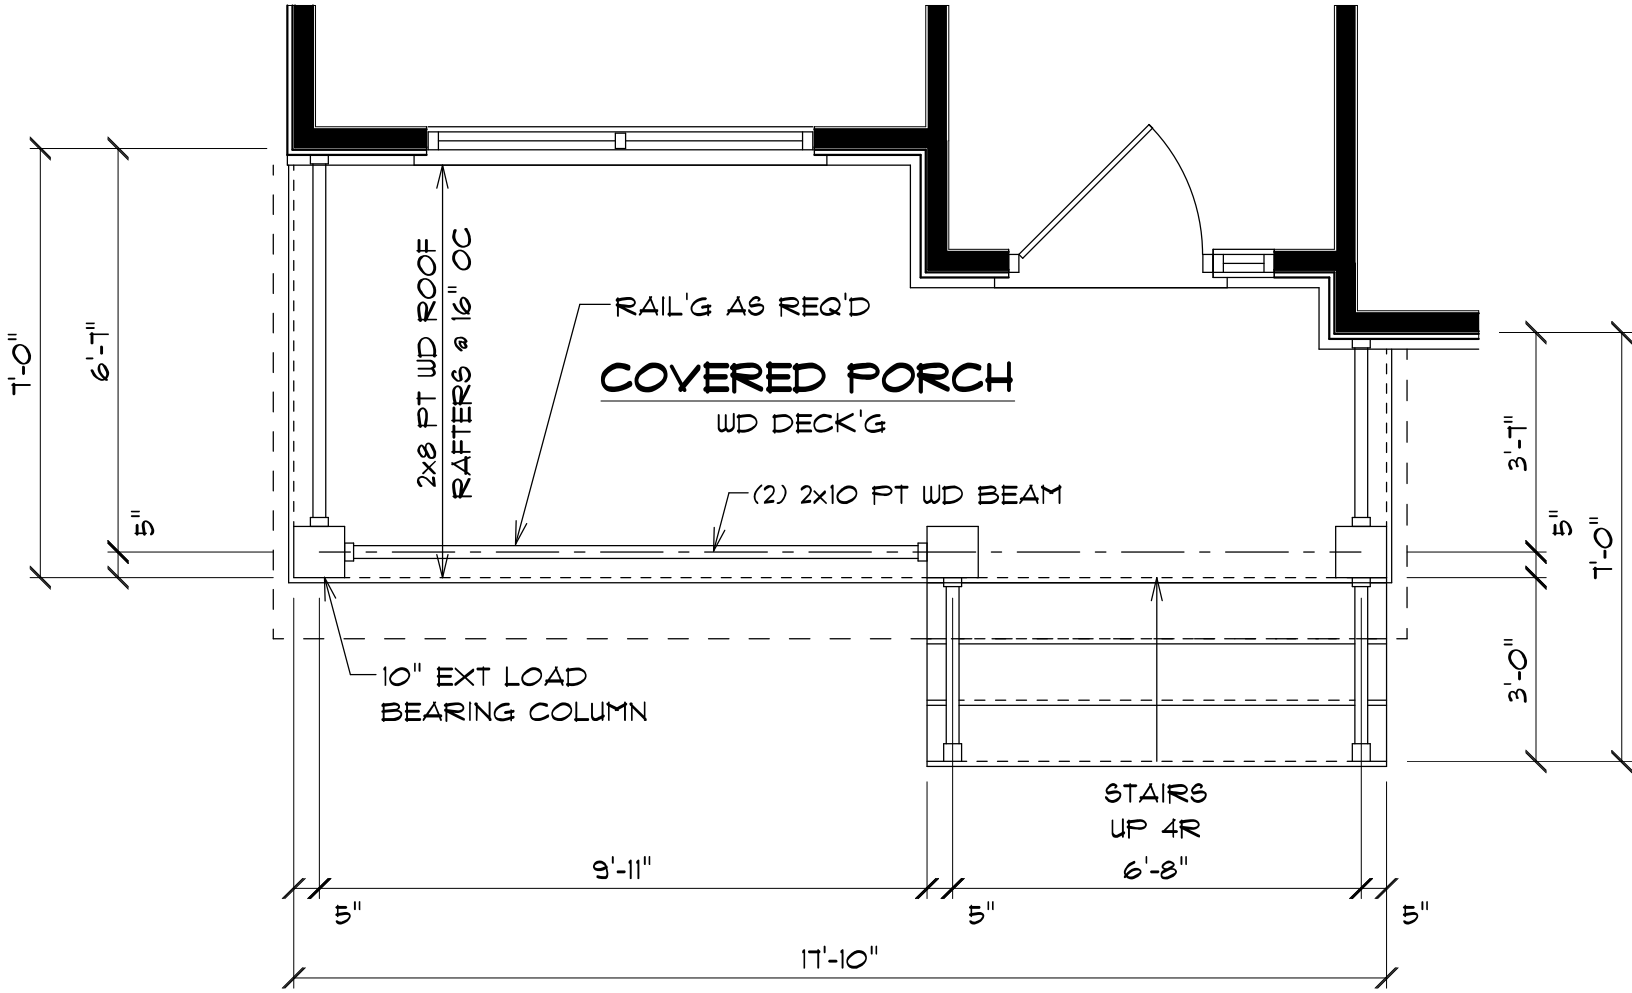 2x8 PT WD ROOF
RAFTERS @ 16" OC
RAIL'G AS REQ'D
COVERED PORCH
WD DECK'G
(2) 2x10 PT WD BEAM
7'-0"
6'-7"
5"
3'-7"
5"
7'-0"
3'-0"
10" EXT LOAD
BEARING COLUMN
STAIRS
UP 4R
9'-11"
6'-8"
5"
5"
5"
17'-10"